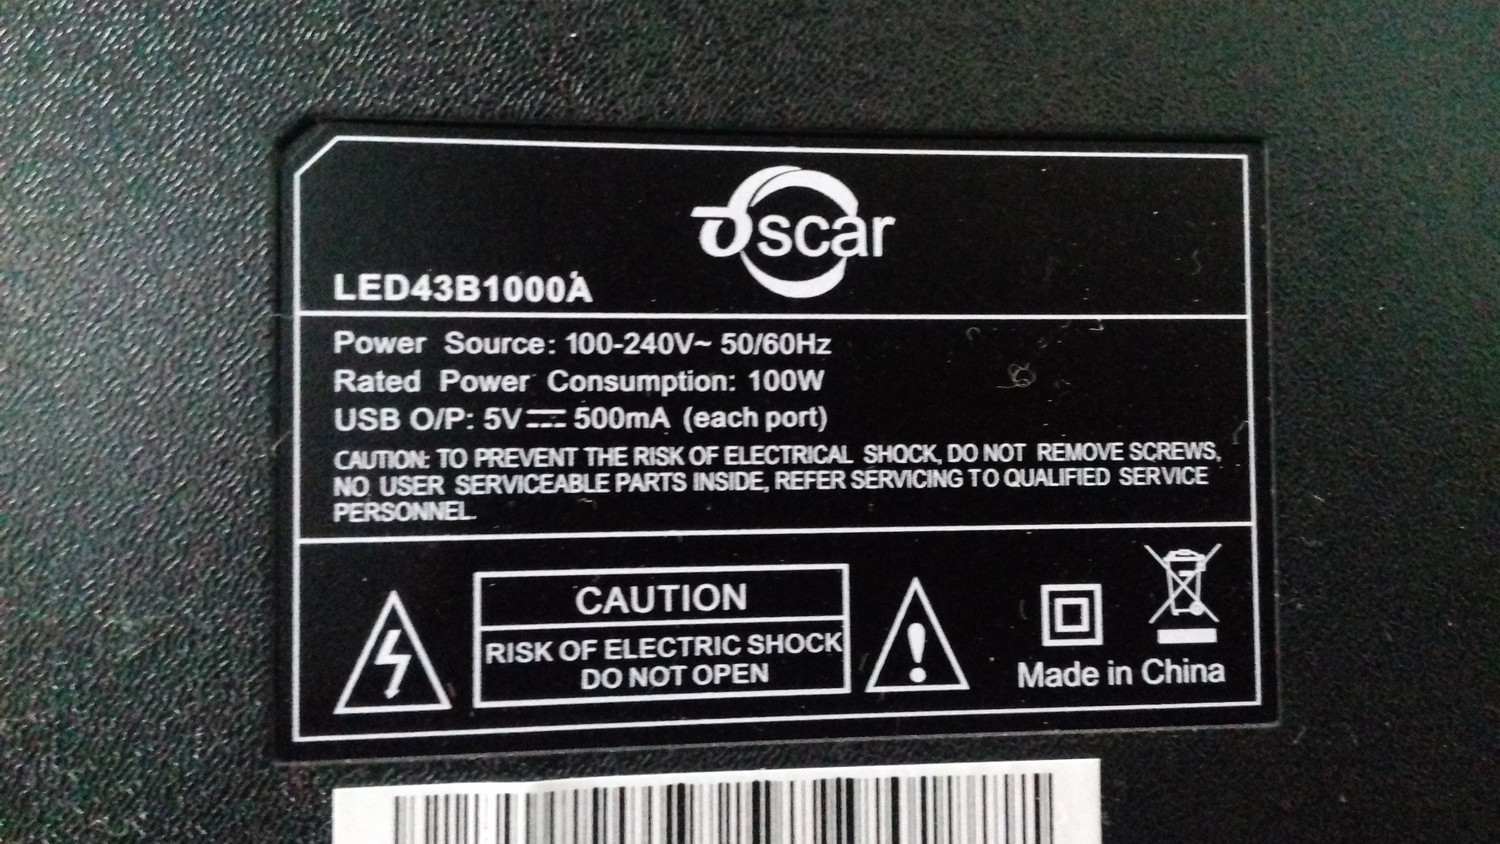 Oscar
LED43B1000A
Power Source: 100-240V~ 50/60Hz
Rated Power Consumption: 100W
USB O/P: 5V⎓500mA (each port)
CAUTION: TO PREVENT THE RISK OF ELECTRICAL SHOCK, DO NOT REMOVE SCREWS,
NO USER SERVICEABLE PARTS INSIDE, REFER SERVICING TO QUALIFIED SERVICE
PERSONNEL.
CAUTION
RISK OF ELECTRIC SHOCK
DO NOT OPEN
Made in China